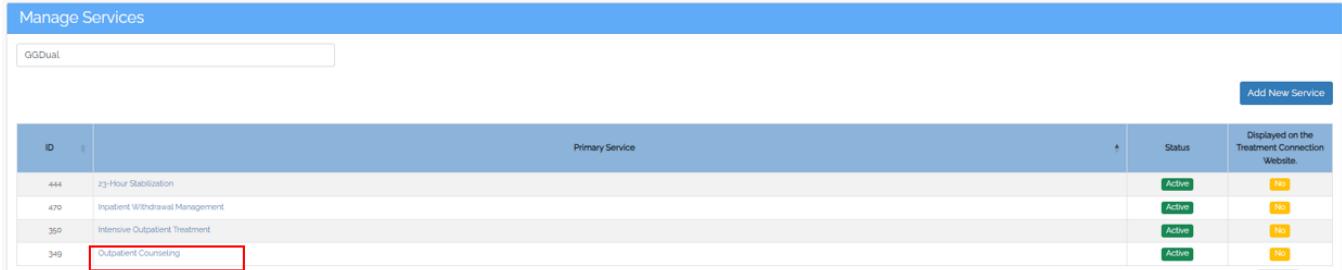 Manage Services
GGDual
Add New Service
ID Primary Service Status Displayed on the
Treatment Connection
Website.
444 23-Hour Stabilization Active No
470 Inpatient Withdrawal Management Active No
350 Intensive Outpatient Treatment Active No
349 Outpatient Counseling Active No